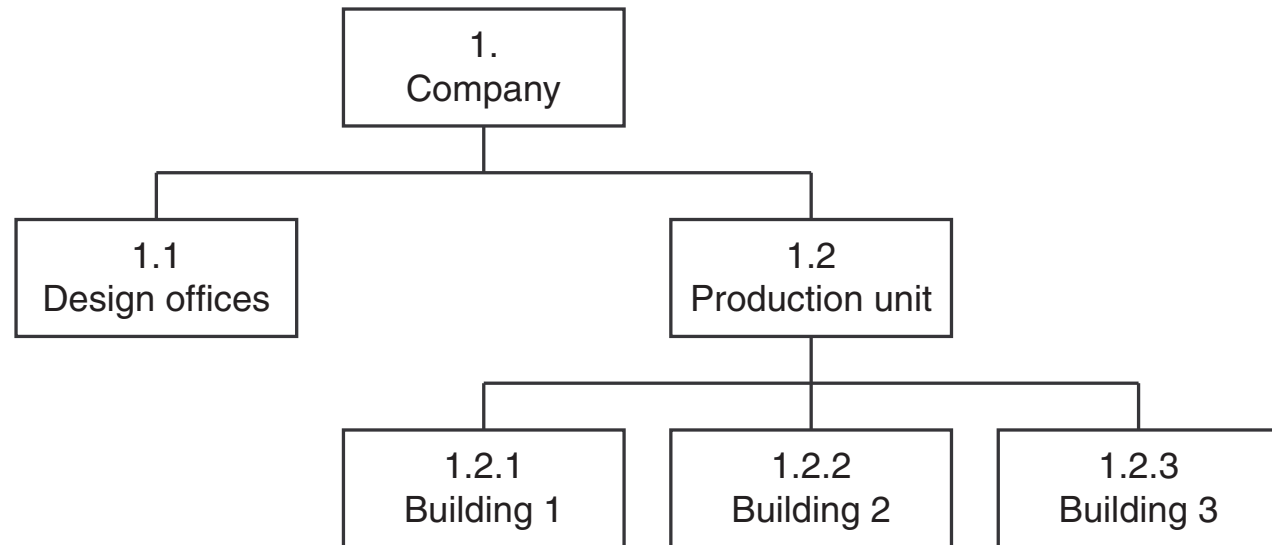 1.
Company
1.1
Design offices
1.2
Production unit
1.2.1
Building 1
1.2.2
Building 2
1.2.3
Building 3